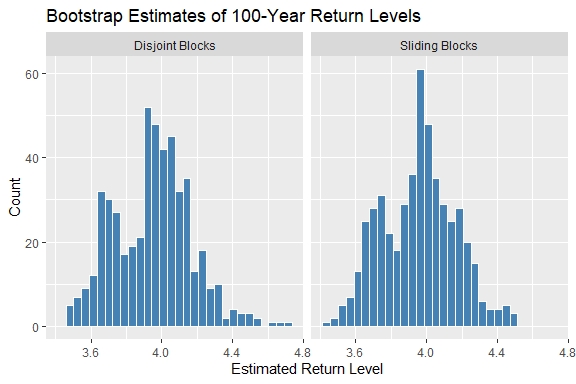 Bootstrap Estimates of 100-Year Return Levels
Disjoint Blocks
Sliding Blocks
60
40
20
0
Count
3.6
4.0
4.4
4.8
3.6
4.0
4.4
4.8
Estimated Return Level